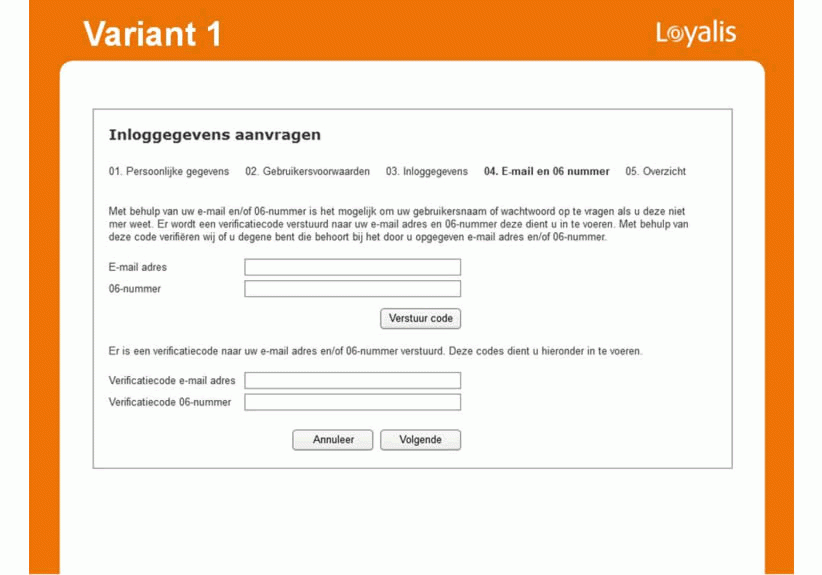 Variant 1
Loyalis
Inloggegevens aanvragen
01. Persoonlijke gegevens 02. Gebruikersvoorwaarden 03. Inloggegevens 04. E-mail en 06 nummer 05. Overzicht
Met behulp van uw e-mail en/of 06-nummer is het mogelijk om uw gebruikersnaam of wachtwoord op te vragen als u deze niet
mer weet. Er wordt een verificatiecode verstuurd naar uw e-mail adres en 06-nummer deze dient u in te voeren. Met behulp van
deze code verifiëren wij of u degene bent die behoort bij het door u opgegeven e-mail adres en/of 06-nummer.
E-mail adres
06-nummer
Verstuur code
Er is een verificatiecode naar uw e-mail adres en/of 06-nummer verstuurd. Deze codes dient u hieronder in te voeren.
Verificatiecode e-mail adres
Verificatiecode 06-nummer
Annuleer Volgende